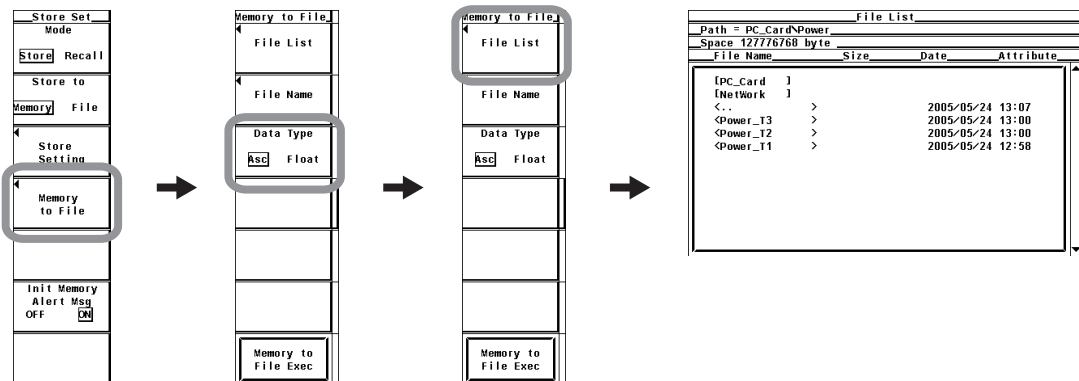 Store Set
Mode
Store Recall
Store to
Memory File
Store
Setting
Memory
to File
Init Memory
Alert Msg
OFF ON
Memory to File
File List
File Name
Data Type
Asc Float
Memory to
File Exec
Memory to File
File List
File Name
Data Type
Asc Float
Memory to
File Exec
File List
Path = PC_Card\Power
Space 127776768 byte
File Name Size Date Attribute
[PC_Card ]
[NetWork ]
<.. > 2005/05/24 13:07
<Power_T3 > 2005/05/24 13:00
<Power_T2 > 2005/05/24 13:00
<Power_T1 > 2005/05/24 12:58